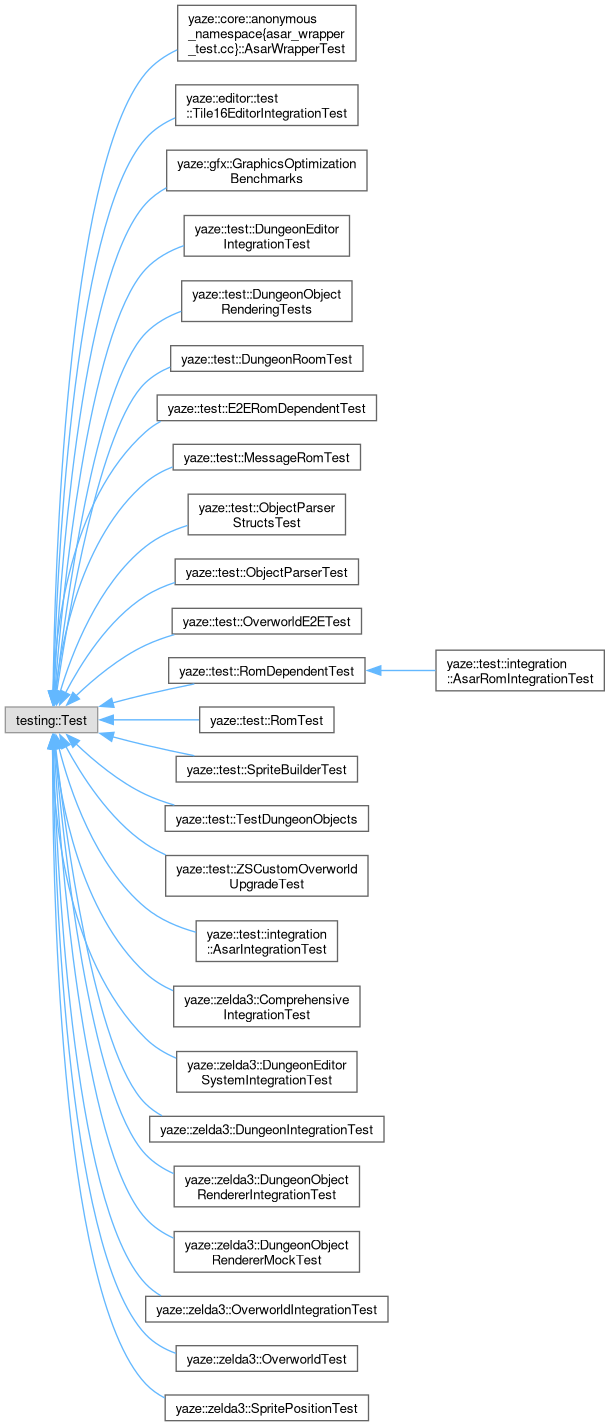 yaze::core::anonymous
_namespace{asar_wrapper
_test.cc}::AsarWrapperTest
yaze::editor::test
::Tile16EditorIntegrationTest
yaze::gfx::GraphicsOptimization
Benchmarks
yaze::test::DungeonEditor
IntegrationTest
yaze::test::DungeonObject
RenderingTests
yaze::test::DungeonRoomTest
yaze::test::E2ERomDependentTest
yaze::test::MessageRomTest
yaze::test::ObjectParser
StructsTest
yaze::test::ObjectParserTest
yaze::test::OverworldE2ETest
yaze::test::RomDependentTest
yaze::test::integration
::AsarRomIntegrationTest
testing::Test
yaze::test::RomTest
yaze::test::SpriteBuilderTest
yaze::test::TestDungeonObjects
yaze::test::ZSCustomOverworld
UpgradeTest
yaze::test::integration
::AsarIntegrationTest
yaze::zelda3::Comprehensive
IntegrationTest
yaze::zelda3::DungeonEditor
SystemIntegrationTest
yaze::zelda3::DungeonIntegrationTest
yaze::zelda3::DungeonObject
RendererIntegrationTest
yaze::zelda3::DungeonObject
RendererMockTest
yaze::zelda3::OverworldIntegrationTest
yaze::zelda3::OverworldTest
yaze::zelda3::SpritePositionTest